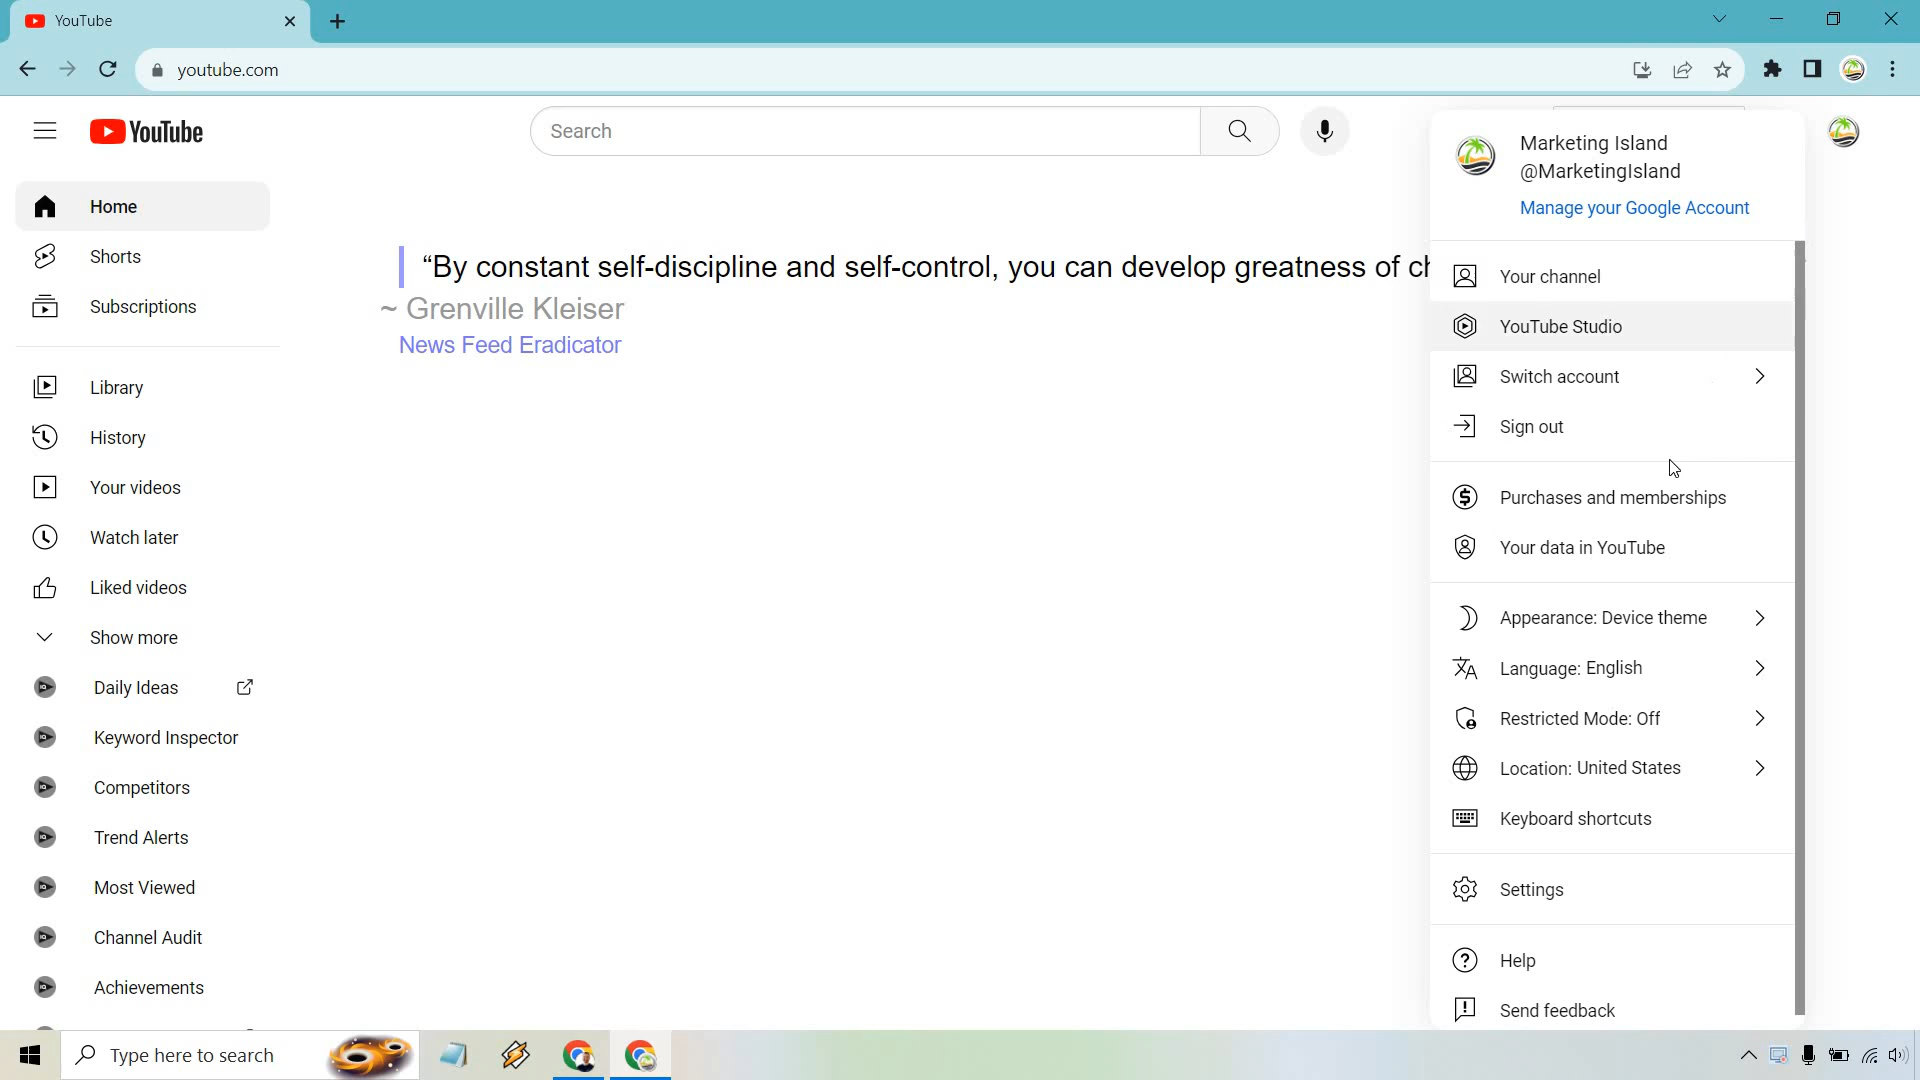 YouTube
youtube.com
YouTube
Search
Marketing Island
@MarketingIsland
Manage your Google Account
Home
Shorts
Subscriptions
Library
History
Your videos
Watch later
Liked videos
Show more
Daily Ideas
Keyword Inspector
Competitors
Trend Alerts
Most Viewed
Channel Audit
Achievements
“By constant self-discipline and self-control, you can develop greatness of ch
~ Grenville Kleiser
News Feed Eradicator
Your channel
YouTube Studio
Switch account
Sign out
Purchases and memberships
Your data in YouTube
Appearance: Device theme
Language: English
Restricted Mode: Off
Location: United States
Keyboard shortcuts
Settings
Help
Send feedback
Type here to search